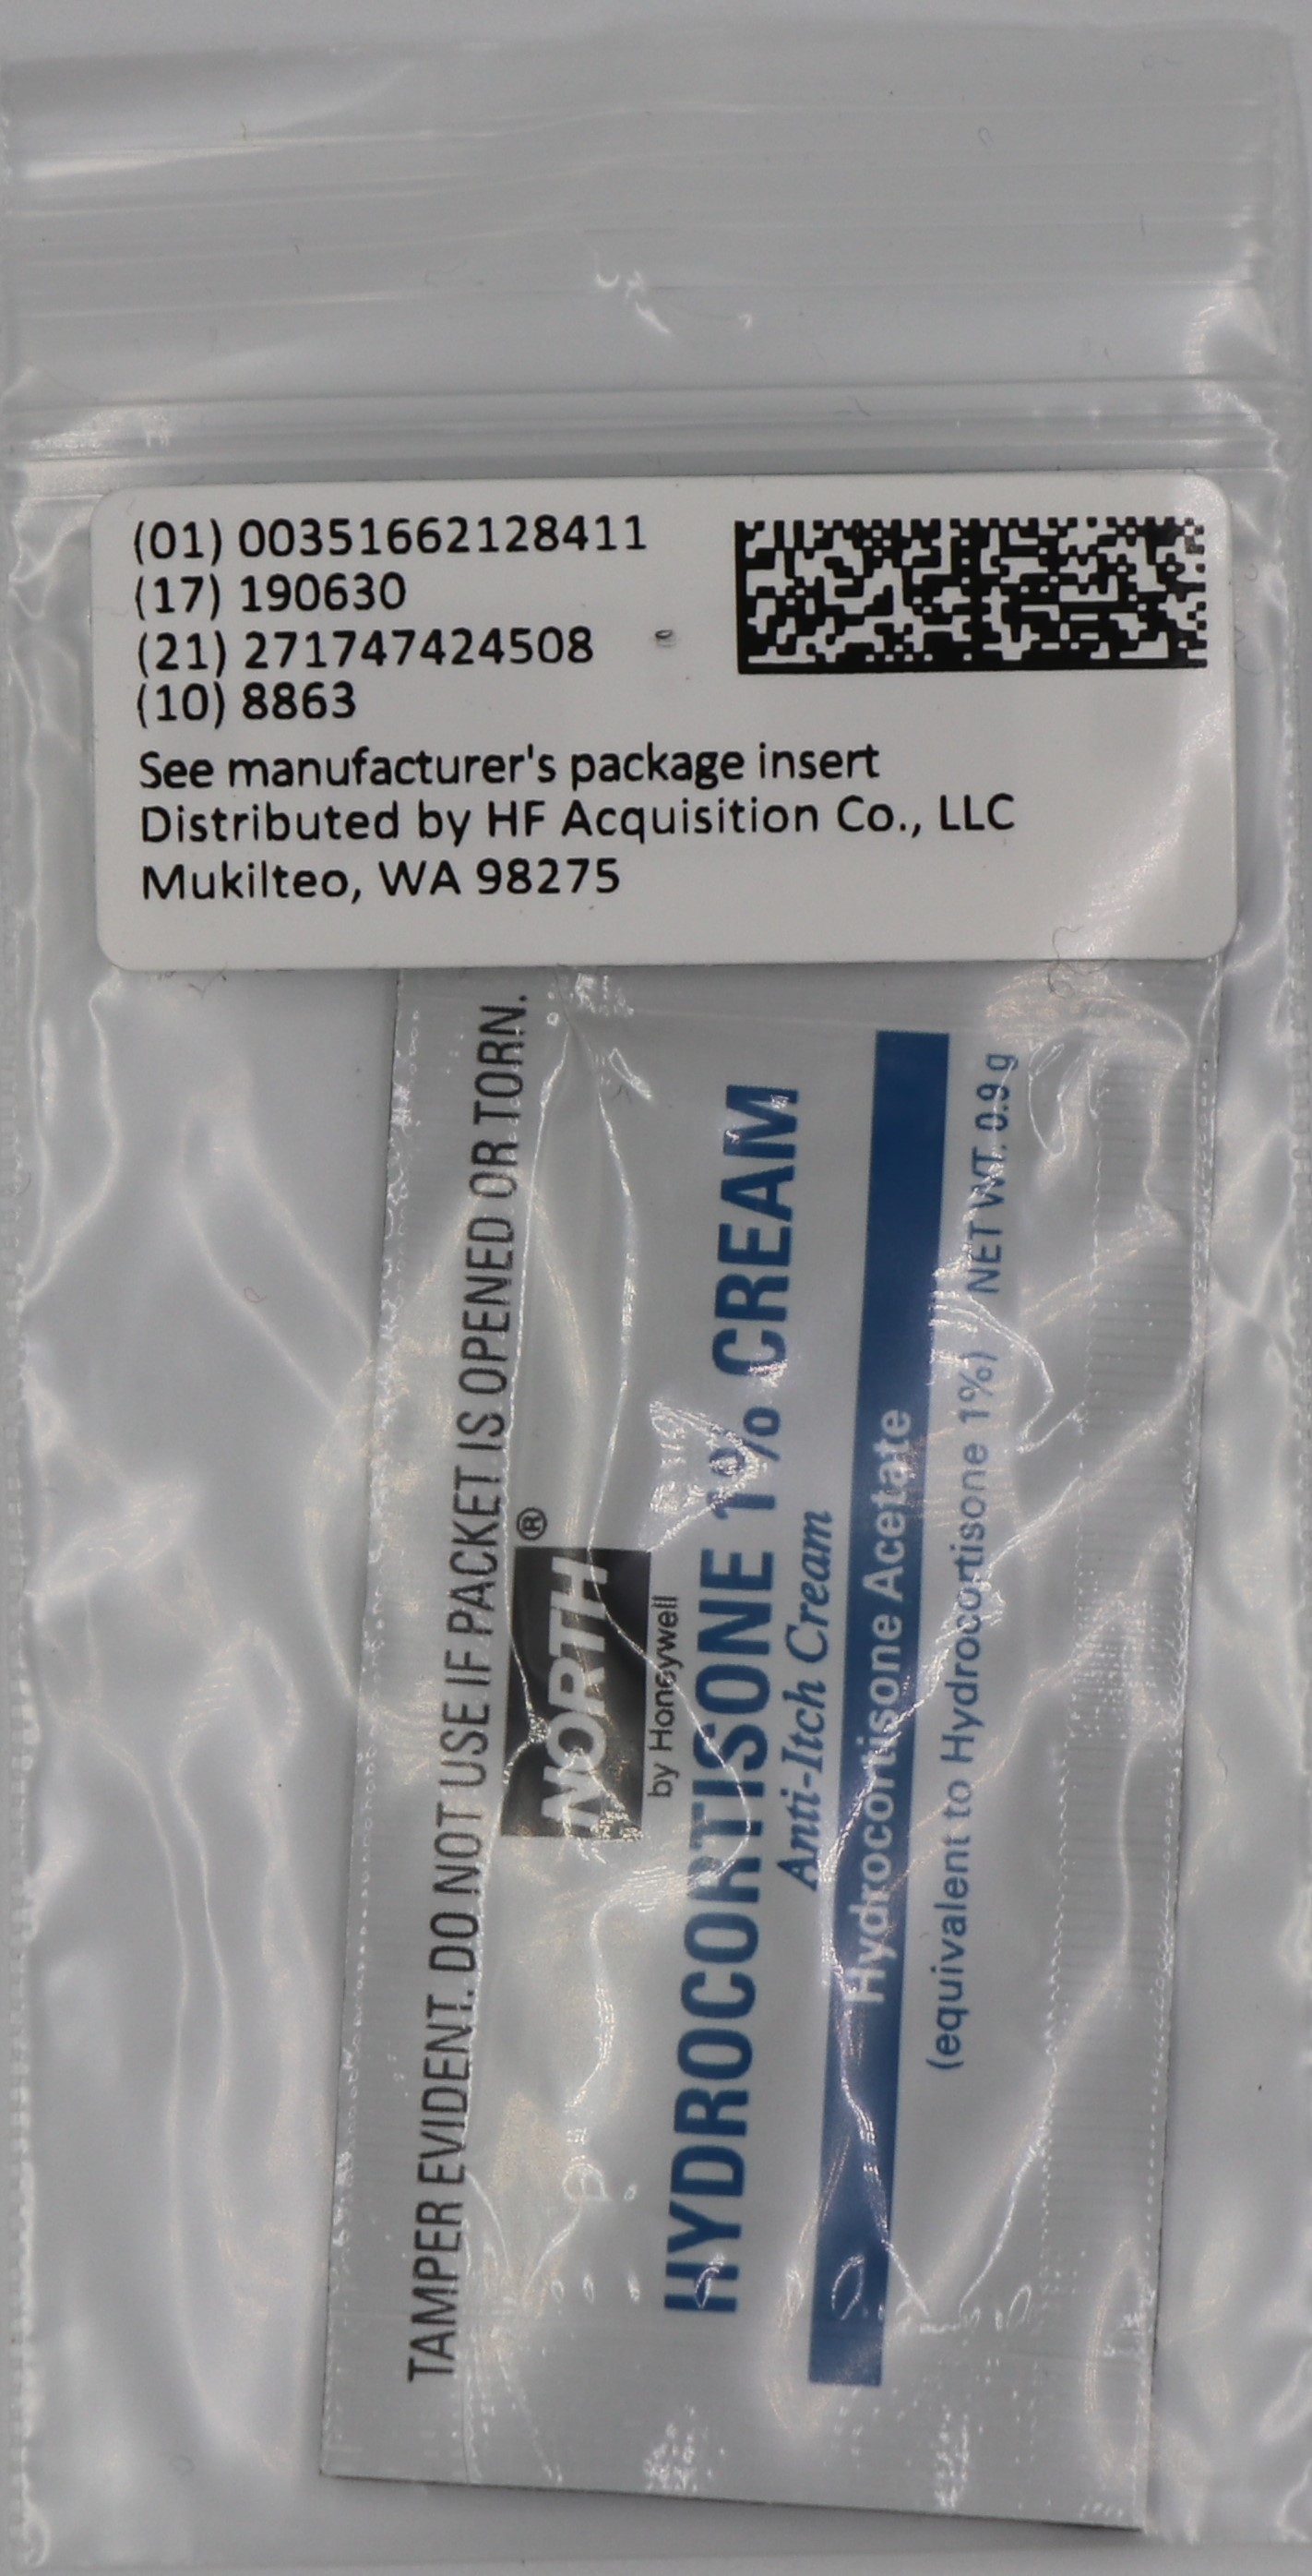 (01) 00351662128411
(17) 190630
(21) 271747424508
(10) 8863
See manufacturer's package insert
Distributed by HF Acquisition Co., LLC
Mukilteo, WA 98275
TAMPER EVIDENT. DO NOT USE IF PACKET IS OPENED OR TORN.
NORTH®
by Honeywell
HYDROCORTISONE 1% CREAM
Anti-Itch Cream
Hydrocortisone Acetate
(equivalent to Hydrocortisone 1%) NET WT. 0.9 g